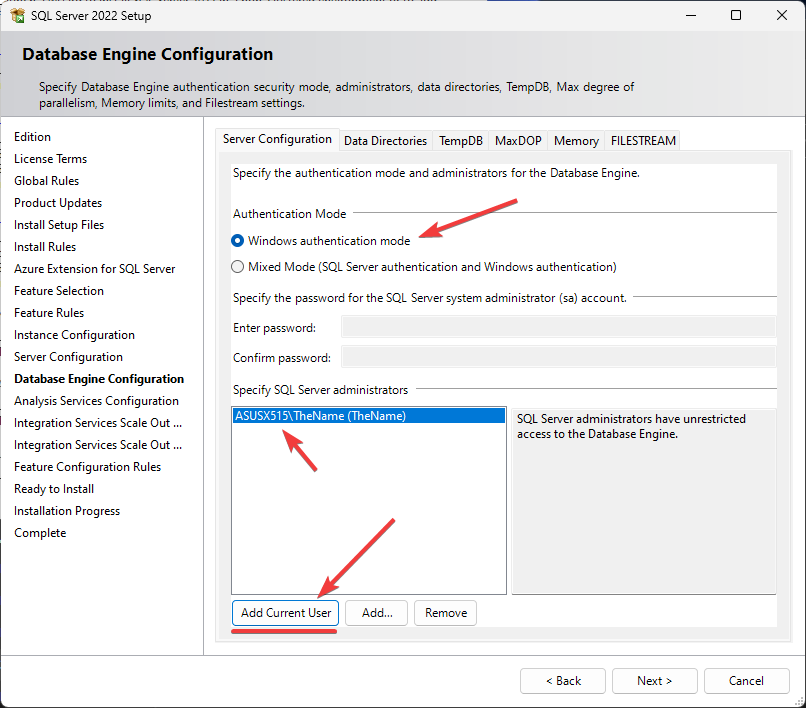 SQL Server 2022 Setup
Database Engine Configuration
Specify Database Engine authentication security mode, administrators, data directories, TempDB, Max degree of
parallelism, Memory limits, and Filestream settings.
Edition
License Terms
Global Rules
Product Updates
Install Setup Files
Install Rules
Azure Extension for SQL Server
Feature Selection
Feature Rules
Instance Configuration
Server Configuration
Database Engine Configuration
Analysis Services Configuration
Integration Services Scale Out ...
Integration Services Scale Out ...
Feature Configuration Rules
Ready to Install
Installation Progress
Complete
Server Configuration Data Directories TempDB MaxDOP Memory FILESTREAM
Specify the authentication mode and administrators for the Database Engine.
Authentication Mode
Windows authentication mode
Mixed Mode (SQL Server authentication and Windows authentication)
Specify the password for the SQL Server system administrator (sa) account.
Enter password:
Confirm password:
Specify SQL Server administrators
ASUSX515\TheName (TheName)
SQL Server administrators have unrestricted
access to the Database Engine.
Add Current User Add... Remove
< Back Next > Cancel